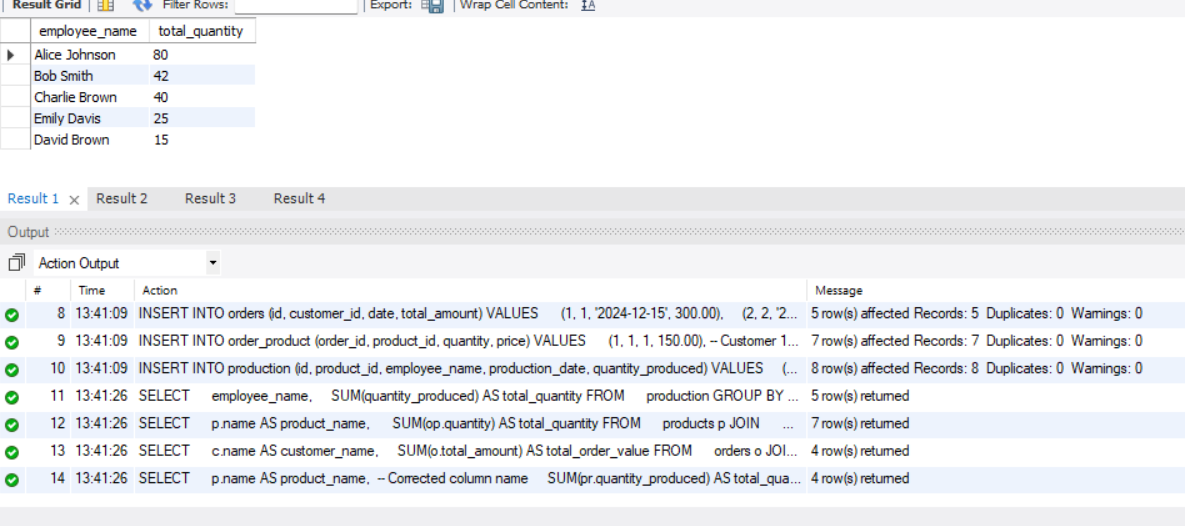 Result Grid Filter Rows: Export: Wrap Cell Content: IA
employee_name total_quantity
Alice Johnson 80
Bob Smith 42
Charlie Brown 40
Emily Davis 25
David Brown 15
Result 1 × Result 2 Result 3 Result 4
Output
Action Output
# Time Action Message
8 13:41:09 INSERT INTO orders (id, customer_id, date, total_amount) VALUES (1, 1, '2024-12-15', 300.00), (2, 2, '2... 5 row(s) affected Records: 5 Duplicates: 0 Warnings: 0
9 13:41:09 INSERT INTO order_product (order_id, product_id, quantity, price) VALUES (1, 1, 1, 150.00), -- Customer 1... 7 row(s) affected Records: 7 Duplicates: 0 Warnings: 0
10 13:41:09 INSERT INTO production (id, product_id, employee_name, production_date, quantity_produced) VALUES (... 8 row(s) affected Records: 8 Duplicates: 0 Warnings: 0
11 13:41:26 SELECT employee_name, SUM(quantity_produced) AS total_quantity FROM production GROUP BY ... 5 row(s) returned
12 13:41:26 SELECT p.name AS product_name, SUM(op.quantity) AS total_quantity FROM products p JOIN ... 7 row(s) returned
13 13:41:26 SELECT c.name AS customer_name, SUM(o.total_amount) AS total_order_value FROM orders o JOI... 4 row(s) returned
14 13:41:26 SELECT p.name AS product_name, -- Corrected column name SUM(pr.quantity_produced) AS total_qua... 4 row(s) returned